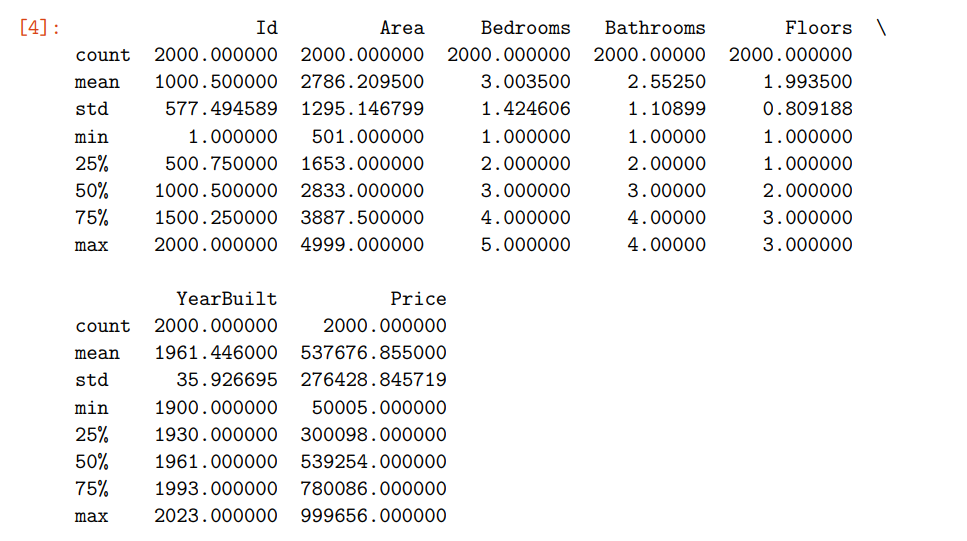 [4]: Id Area Bedrooms Bathrooms Floors \
count 2000.000000 2000.000000 2000.000000 2000.00000 2000.000000
mean 1000.500000 2786.209500 3.003500 2.55250 1.993500
std 577.494589 1295.146799 1.424606 1.10899 0.809188
min 1.000000 501.000000 1.000000 1.00000 1.000000
25% 500.750000 1653.000000 2.000000 2.00000 1.000000
50% 1000.500000 2833.000000 3.000000 3.00000 2.000000
75% 1500.250000 3887.500000 4.000000 4.00000 3.000000
max 2000.000000 4999.000000 5.000000 4.00000 3.000000
YearBuilt Price
count 2000.000000 2000.000000
mean 1961.446000 537676.855000
std 35.926695 276428.845719
min 1900.000000 50005.000000
25% 1930.000000 300098.000000
50% 1961.000000 539254.000000
75% 1993.000000 780086.000000
max 2023.000000 999656.000000